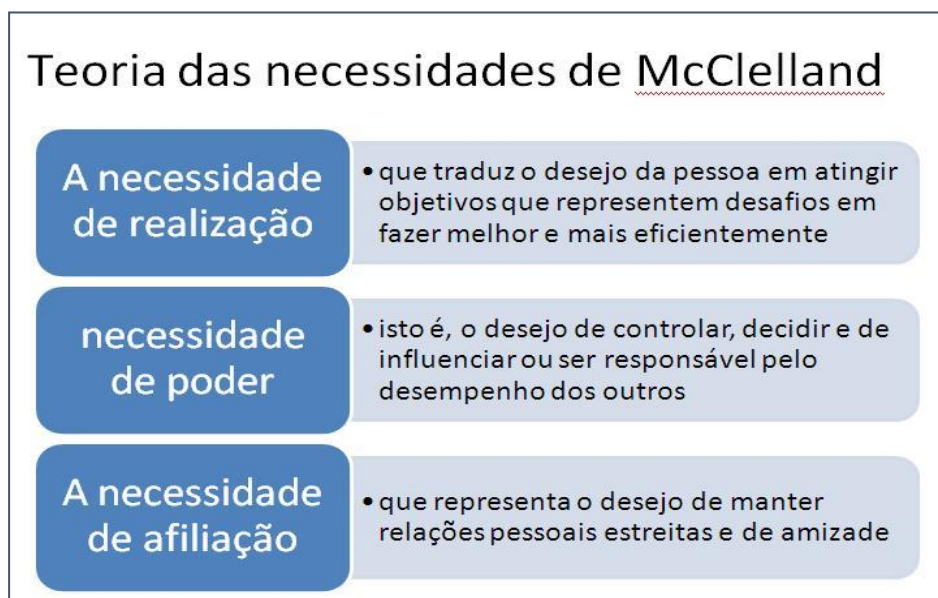 Teoria das necessidades de McClelland
A necessidade
de realização
• que traduz o desejo da pessoa em atingir
objetivos que representem desafios em
fazer melhor e mais eficientemente
necessidade
de poder
• isto é, o desejo de controlar, decidir e de
influenciar ou ser responsável pelo
desempenho dos outros
A necessidade
de afiliação
• que representa o desejo de manter
relações pessoais estreitas e de amizade